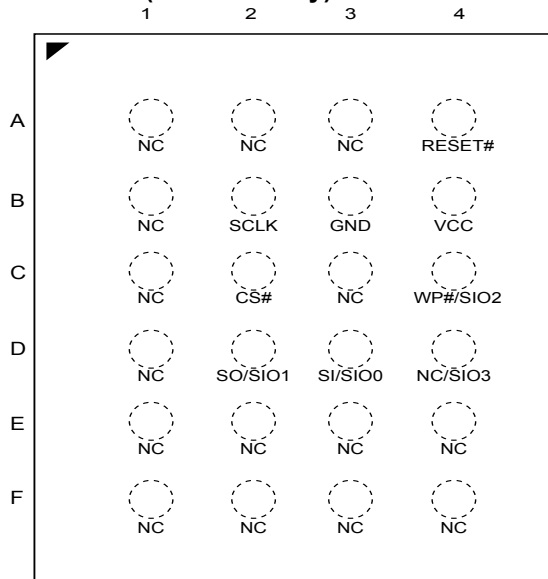 1 2 3 4
A
NC NC NC RESET#
B
NC SCLK GND VCC
C
NC CS# NC WP#/SIO2
D
NC SO/SIO1 SI/SIO0 NC/SIO3
E
NC NC NC NC
F
NC NC NC NC